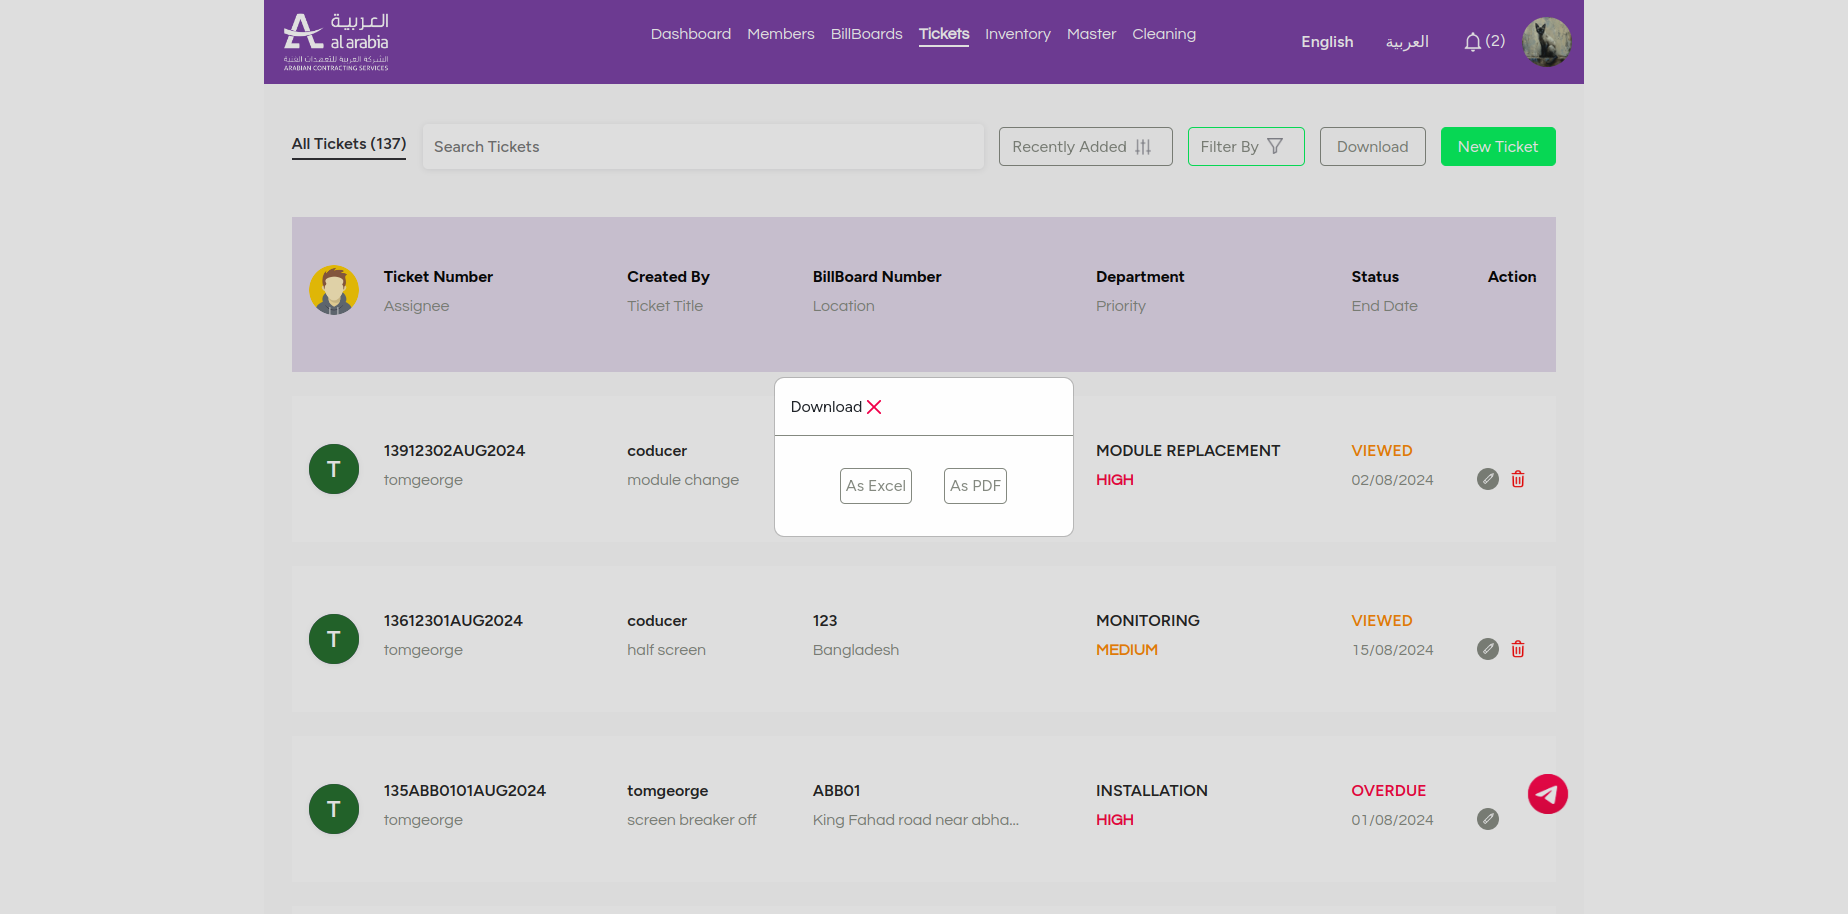 العربية
al arabia
الشركة العربية للتعهدات الفنية
ARABIAN CONTRACTING SERVICES
Dashboard Members BillBoards Tickets Inventory Master Cleaning
English العربية (2)
All Tickets (137) Search Tickets Recently Added Filter By Download New Ticket
Ticket Number Created By BillBoard Number Department Status Action
Assignee Ticket Title Location Priority End Date
Download
As Excel As PDF
T
13912302AUG2024 coducer MODULE REPLACEMENT VIEWED
tomgeorge module change HIGH 02/08/2024
T
13612301AUG2024 coducer 123 MONITORING VIEWED
tomgeorge half screen Bangladesh MEDIUM 15/08/2024
T
135ABB0101AUG2024 tomgeorge ABB01 INSTALLATION OVERDUE
tomgeorge screen breaker off King Fahad road near abha... HIGH 01/08/2024